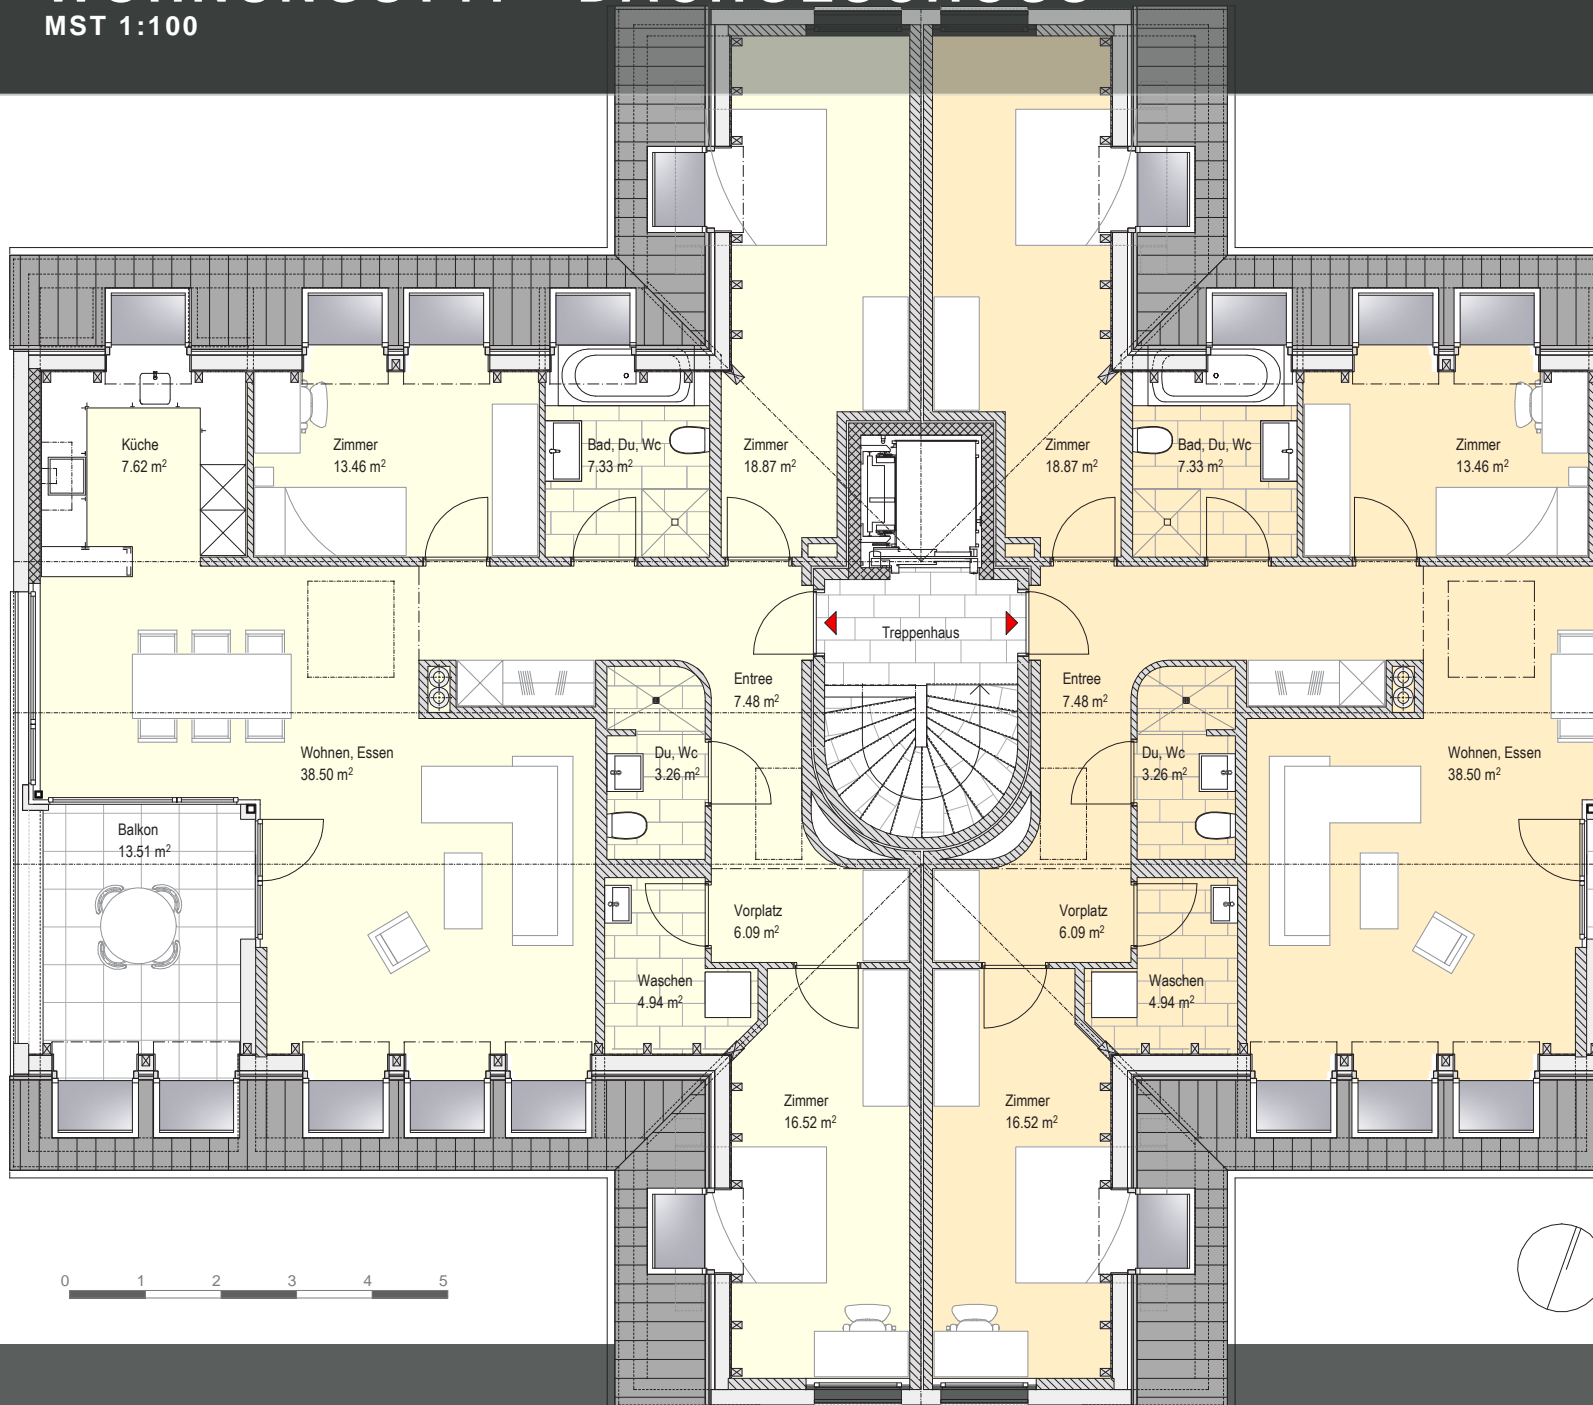 MST 1:100
Küche
7.62 m²
Zimmer
13.46 m²
Bad, Du, Wc
7.33 m²
Zimmer
18.87 m²
Zimmer
18.87 m²
Bad, Du, Wc
7.33 m²
Zimmer
13.46 m²
Treppenhaus
Entree
7.48 m²
Entree
7.48 m²
Wohnen, Essen
38.50 m²
Du, Wc
3.26 m²
Du, Wc
3.26 m²
Wohnen, Essen
38.50 m²
Balkon
13.51 m²
Vorplatz
6.09 m²
Vorplatz
6.09 m²
Waschen
4.94 m²
Waschen
4.94 m²
Zimmer
16.52 m²
Zimmer
16.52 m²
0 1 2 3 4 5